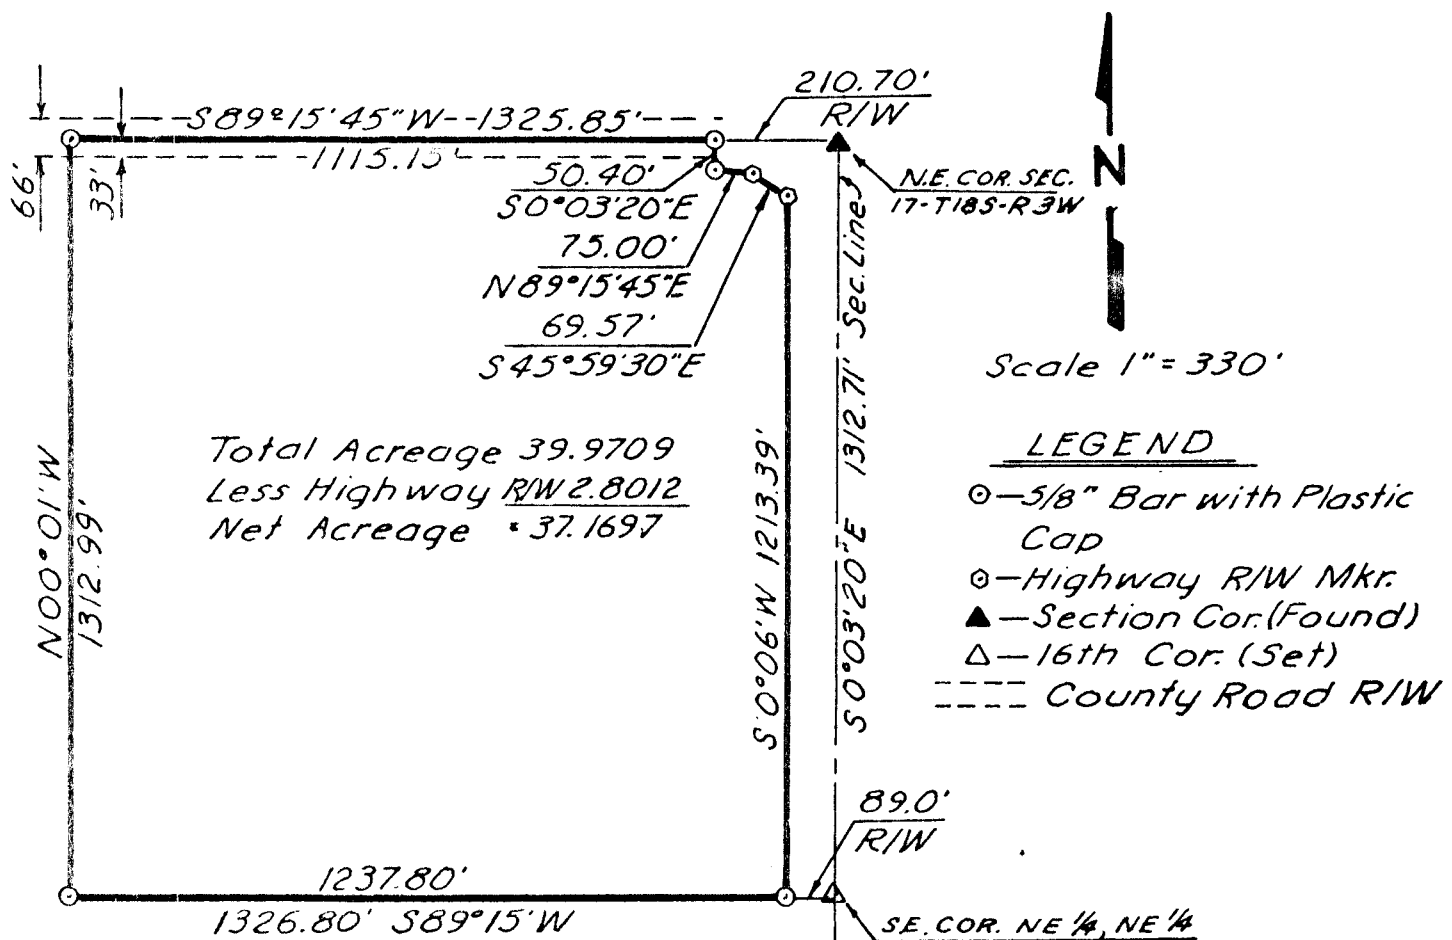 210.70'
R/W
S89°15'45"W--1325.85'
1115.15'
66'
33'
50.40'
S0°03'20"E
75.00'
N89°15'45"E
69.57'
S45°59'30"E
N.E. COR. SEC.
17-T18S-R3W
N
Scale 1"=330'
Sec. Line
1312.71'
S0°03'20"E
S0°06'W 1213.39'
N00°01'W
1312.99'
Total Acreage 39.9709
Less Highway R/W 2.8012
Net Acreage = 37.1697
LEGEND
5/8" Bar with Plastic
Cap
Highway R/W Mkr.
Section Cor. (Found)
16th Cor. (Set)
County Road R/W
89.0'
R/W
1237.80'
1326.80' S89°15'W
SE. COR. NE 1/4, NE 1/4